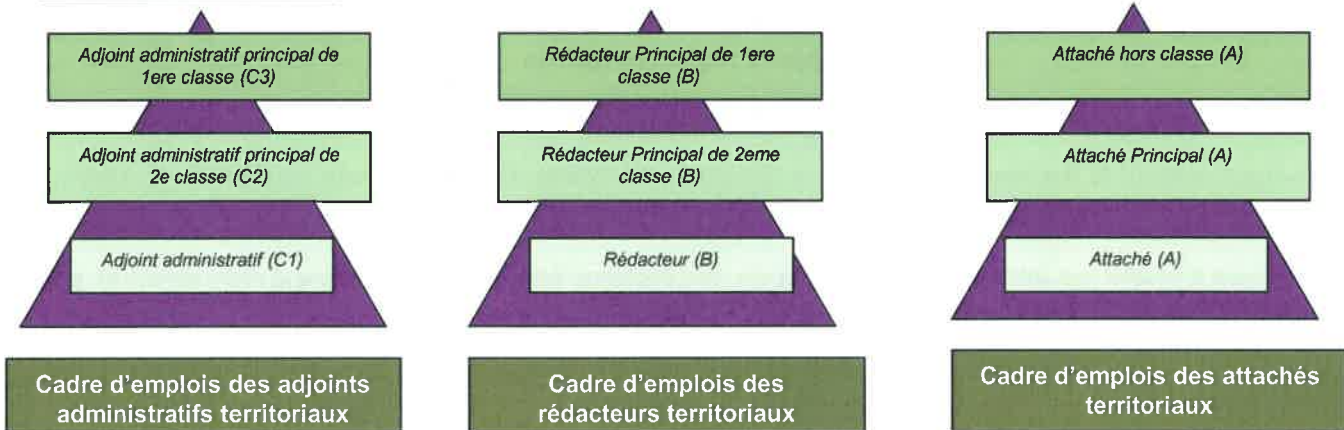 Adjoint administratif principal de
1ere classe (C3)
Adjoint administratif principal de
2e classe (C2)
Adjoint administratif (C1)
Cadre d'emplois des adjoints
administratifs territoriaux
Rédacteur Principal de 1ere
classe (B)
Rédacteur Principal de 2eme
classe (B)
Rédacteur (B)
Cadre d'emplois des
rédacteurs territoriaux
Attaché hors classe (A)
Attaché Principal (A)
Attaché (A)
Cadre d'emplois des attachés
territoriaux